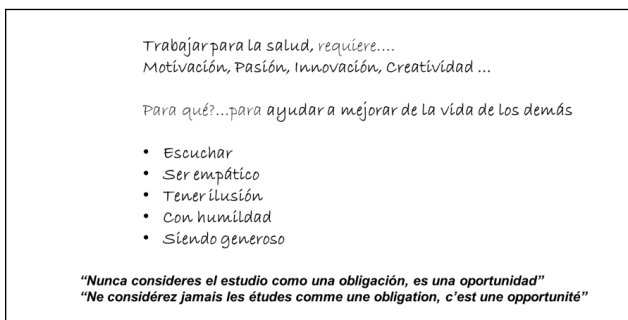 Trabajar para la salud, requiere....
Motivación, Pasión, Innovación, Creatividad ...
Para qué?...para ayudar a mejorar de la vida de los demás
• Escuchar
• Ser empático
• Tener ilusión
• Con humildad
• Siendo generoso
“Nunca consideres el estudio como una obligación, es una oportunidad”
“Ne considérez jamais les études comme une obligation, c’est une opportunité”